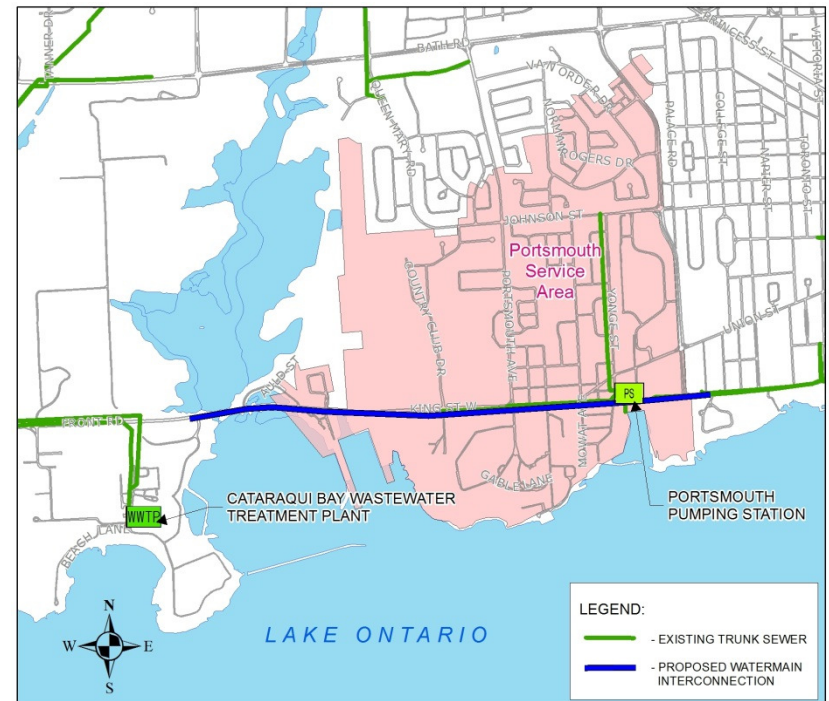 BATH R
PRINCESS ST
VICTORIA ST
VAN ORDER DR
QUEEN MARY RD
NORMAN
ROGERS DR
PALACE RD
COLLEGE ST
NAPIER ST
TORONTO ST
JOHNSON ST
Portsmouth
Service
Area
COUNTRY CLUB DR
PORTSMOUTH AVE
YONGE ST
UNION ST
AULD ST
PS
KING ST W
FRONT RD
MOWAT AVE
GABLE LANE
WWTP
CATARAQUI BAY WASTEWATER
TREATMENT PLANT
PORTSMOUTH
PUMPING STATION
BEACH LANE
N
W
E
S
LAKE ONTARIO
LEGEND:
- EXISTING TRUNK SEWER
- PROPOSED WATERMAIN
INTERCONNECTION